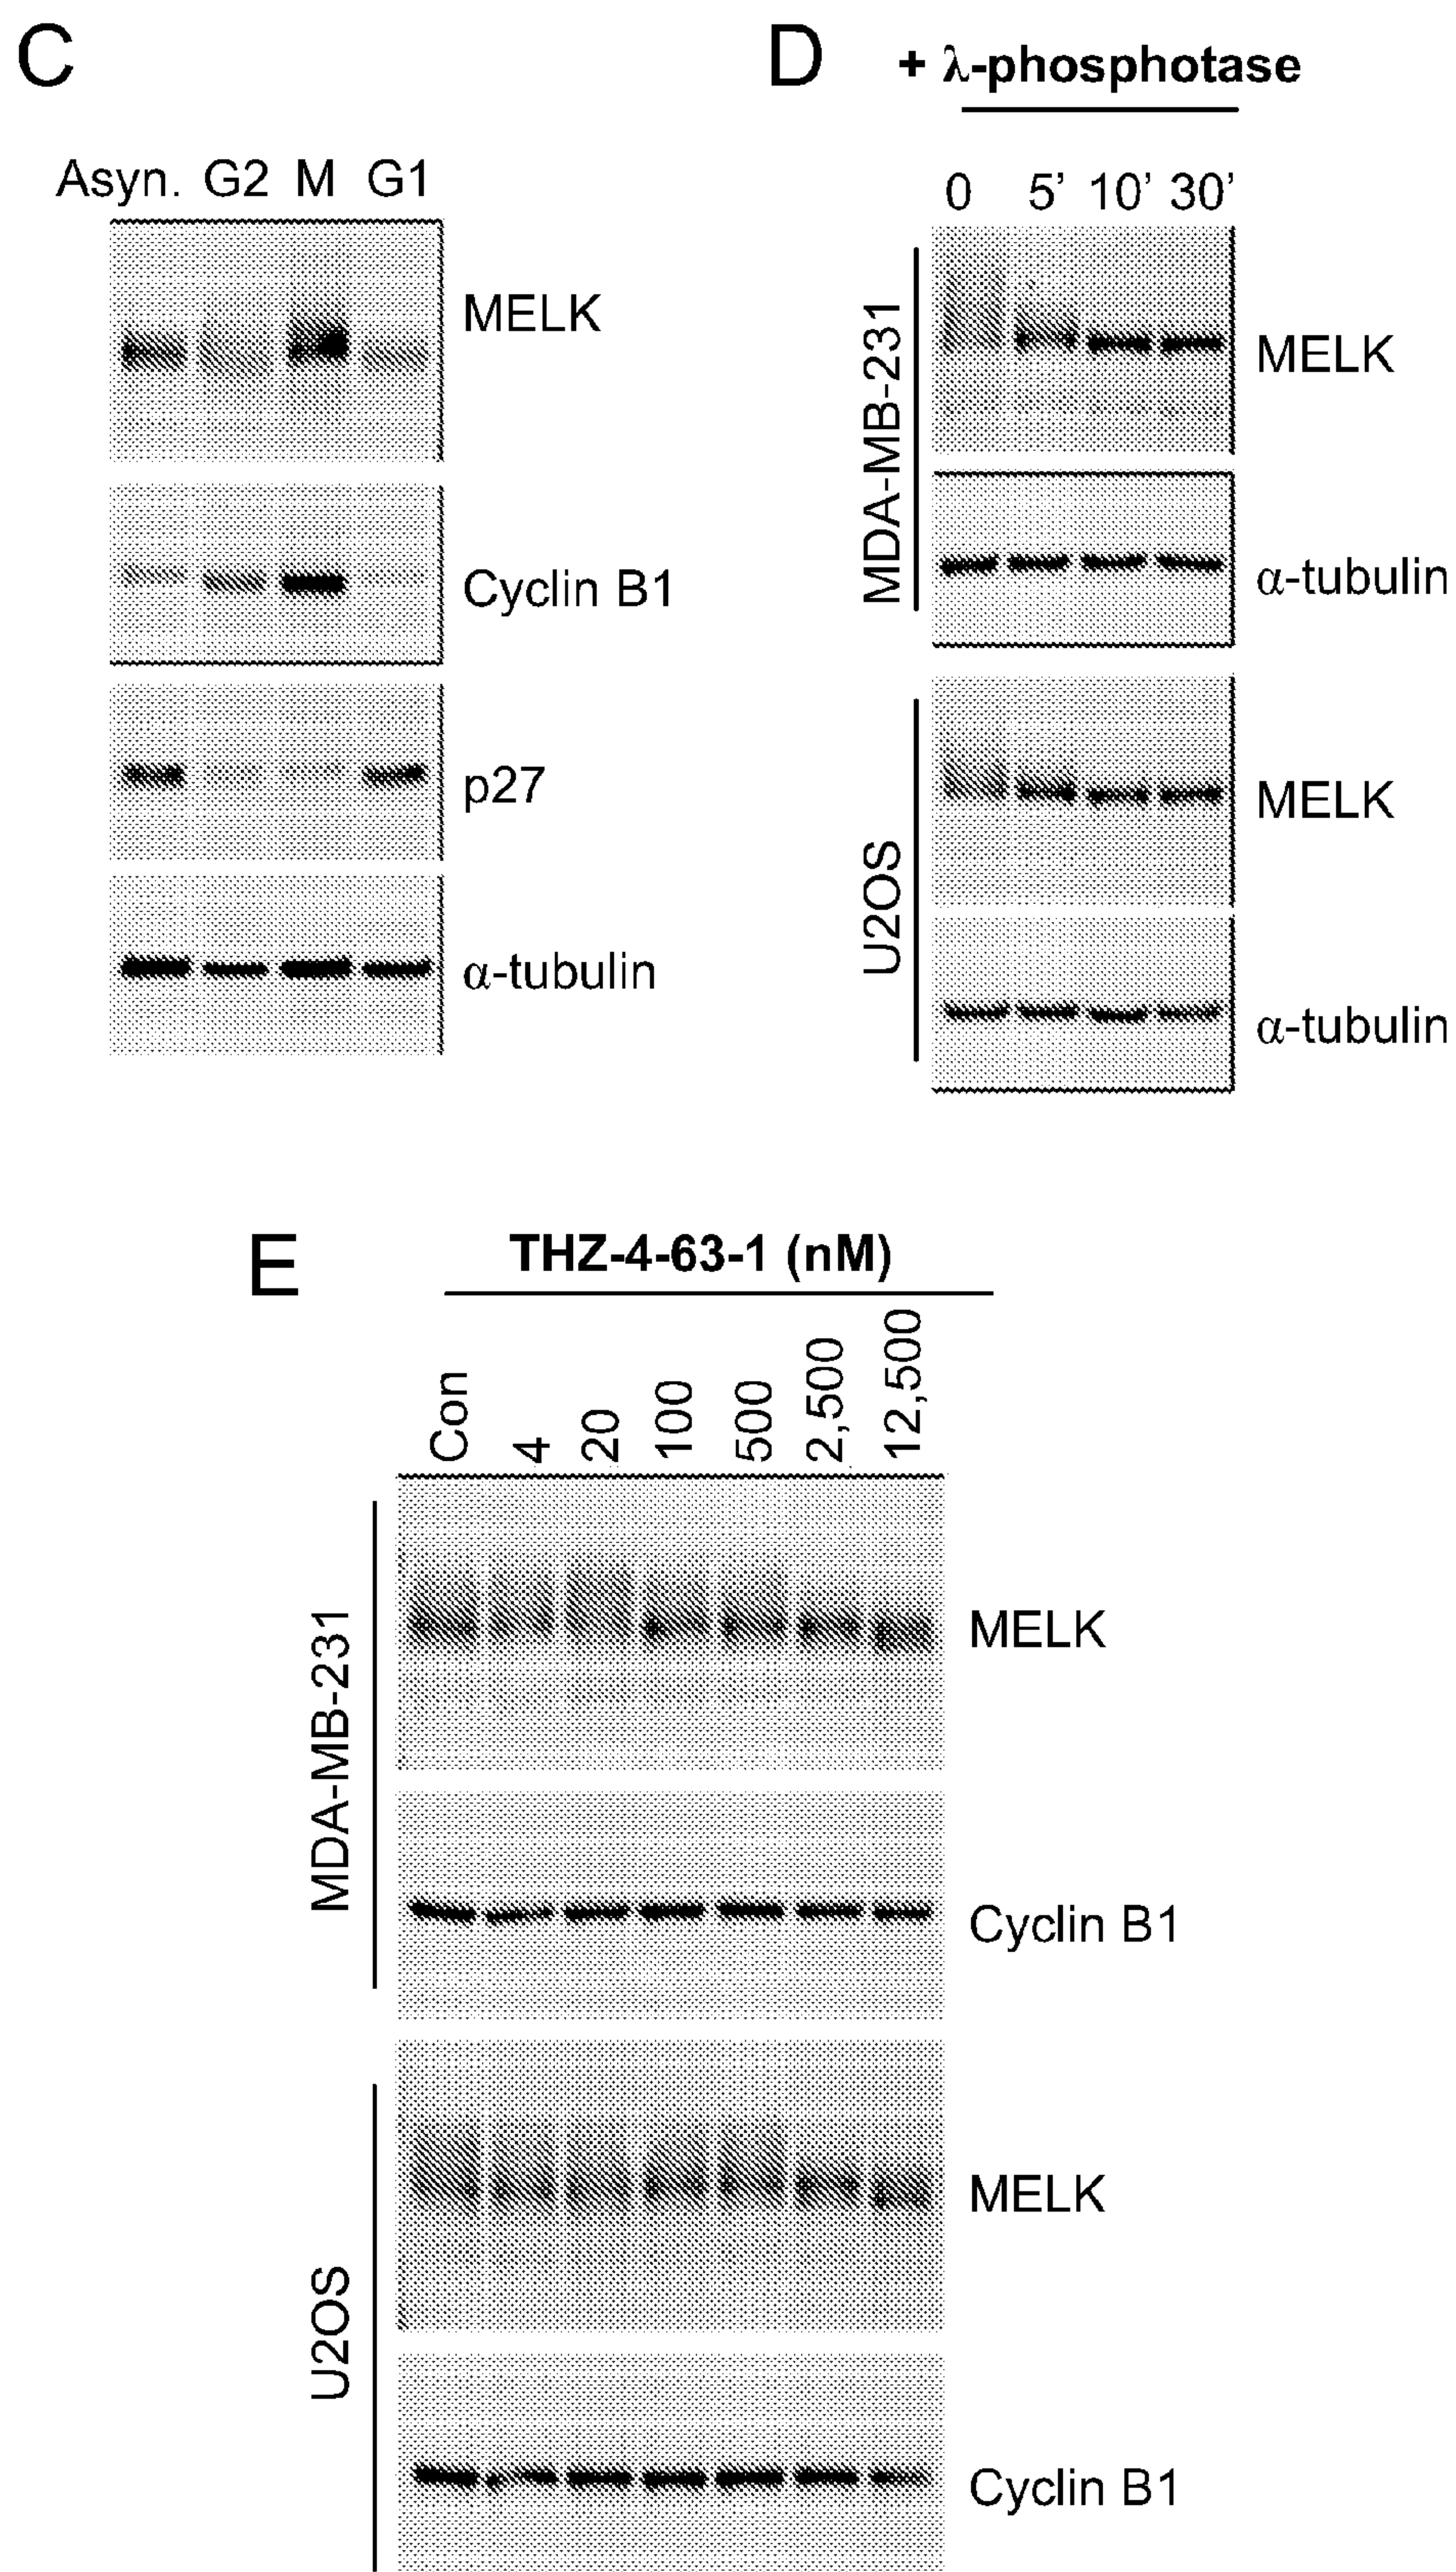 C
Asyn. G2 M G1
MELK
Cyclin B1
p27
α-tubulin
D
+ λ-phosphotase
0 5’ 10’ 30’
MDA-MB-231
MELK
α-tubulin
U2OS
MELK
α-tubulin
E
THZ-4-63-1 (nM)
Con 4 20 100 500 2,500 12,500
MDA-MB-231
MELK
Cyclin B1
U2OS
MELK
Cyclin B1